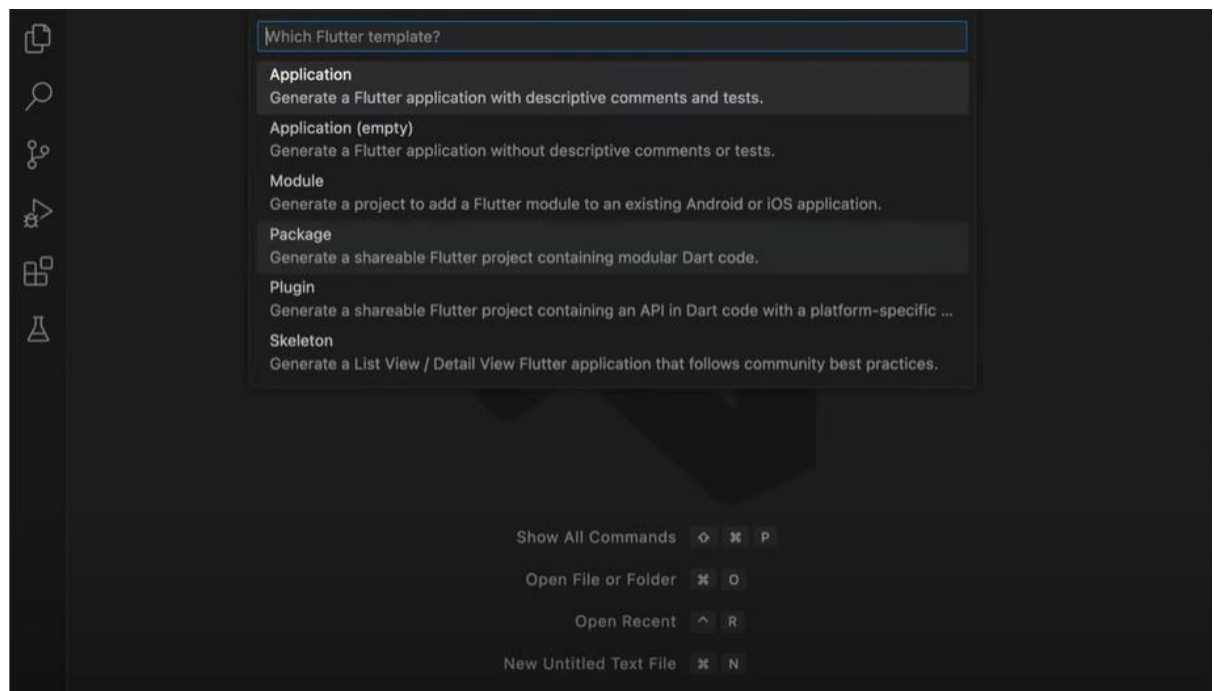 Which Flutter template?
Application
Generate a Flutter application with descriptive comments and tests.
Application (empty)
Generate a Flutter application without descriptive comments or tests.
Module
Generate a project to add a Flutter module to an existing Android or iOS application.
Package
Generate a shareable Flutter project containing modular Dart code.
Plugin
Generate a shareable Flutter project containing an API in Dart code with a platform-specific ...
Skeleton
Generate a List View / Detail View Flutter application that follows community best practices.
Show All Commands ⇧ ⌘ P
Open File or Folder ⌘ O
Open Recent ^ R
New Untitled Text File ⌘ N